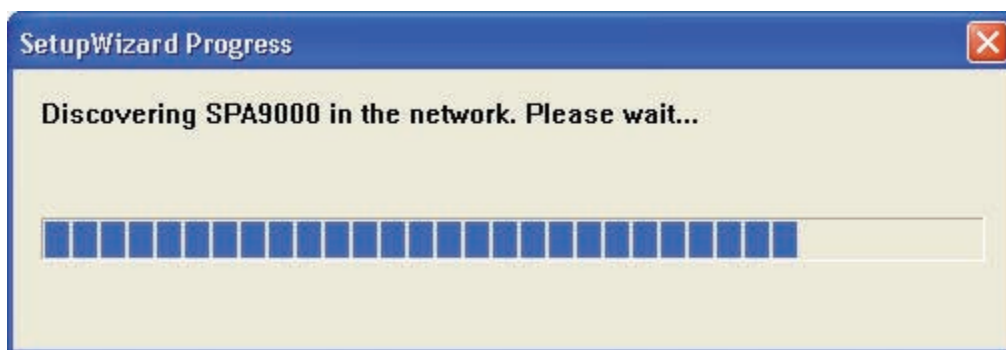 SetupWizard Progress
Discovering SPA9000 in the network. Please wait...